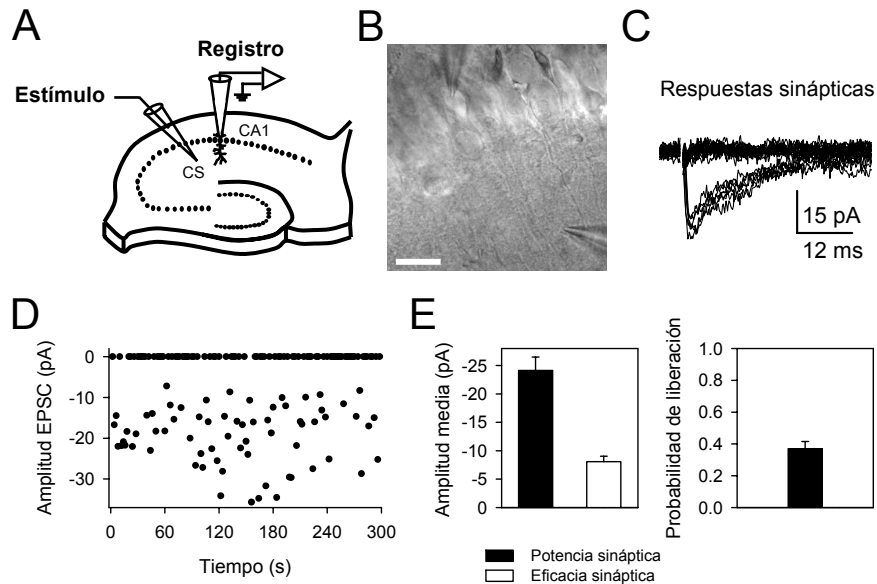 A
Registro
Estímulo
CA1
CS
B
C
Respuestas sinápticas
15 pA
12 ms
D
Amplitud EPSC (pA)
0
-10
-20
-30
0 60 120 180 240 300
Tiempo (s)
E
Amplitud media (pA)
-25
-20
-15
-10
-5
0
Potencia sináptica
Eficacia sináptica
Probabilidad de liberación
1.0
0.8
0.6
0.4
0.2
0.0